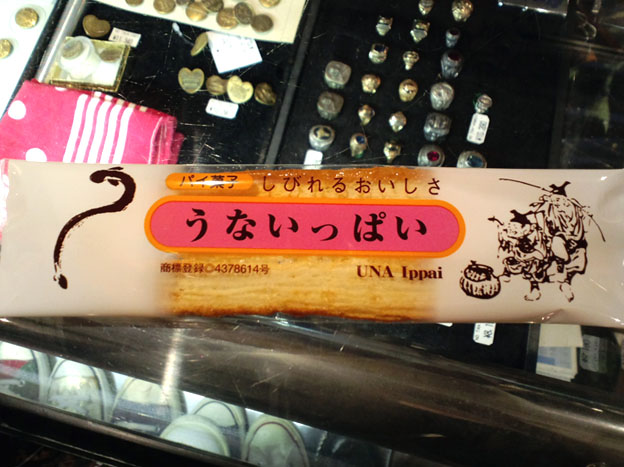 パイ菓子
しびれるおいしさ
うないっぱい
商標登録◎4378614号
UNA Ippai